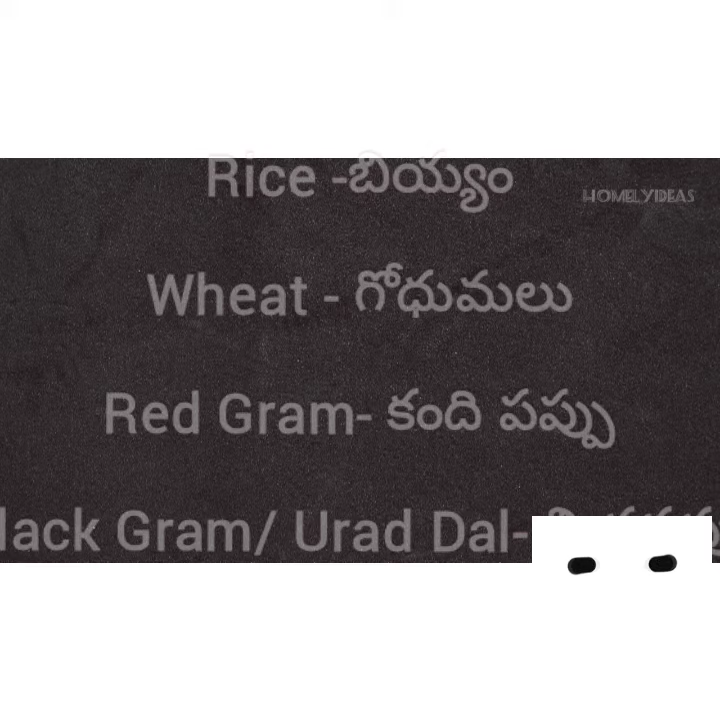 Rice -బియ్యం
HOMELYIDEAS
Wheat - గోధుమలు
Red Gram- కంది పప్పు
lack Gram/ Urad Dal-